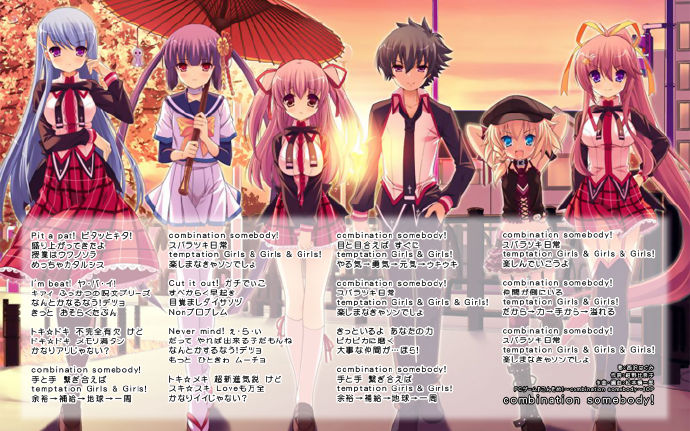 Pit a pat! ピタッとキタ!
盛り上がってきたよ
授業はウワノソラ
めっちゃカタルシス
I'm beat! ヤ・バ・イ!
キァイ ふっかつの呪文プリーズ
なんとかなるなう!デショ
きっと おそらくたぶん
トキ☆ドキ 不完全有欠 けど
ドキ☆ドキ メモリ満タン
かなりアリじゃない?
combination somebody!
手と手 繋ぎ合えば
temptation Girls & Girls!
余裕→補給→地球→一周
combination somebody!
スバラツキ日常
temptation Girls & Girls & Girls!
楽しまなきゃソンでしょ
Cut it out! ガチでいこ
すべからく早起き
目覚ましダイサンゾ
Nonプログレム
Never mind! え・ら・い
だって やれば出来る子だもんね
なんとかするなう!デショ
もっと ひときわ ムーチョ
トキ☆メキ 超新進気鋭 けど
スキ☆スキ Loveも万全
かなりイイじゃない?
combination somebody!
目と目合えば すぐに
temptation Girls & Girls!
やる気→勇気→元気→ウキウキ
combination somebody!
コバラツキ日常
temptation Girls & Girls & Girls!
楽しまなきゃソンでしょ
きっといるよ あなたの力
ピカピカに磨く
大事な仲間が…ほら!
combination somebody!
手と手 繋ぎ合えば
temptation Girls & Girls!
余裕→補給→地球→一周
combination somebody!
スバラツキ日常
temptation Girls & Girls & Girls!
楽しんでいこうよ
combination somebody!
仲間が側にいる
temptation Girls & Girls!
だから→力→手から→溢れる
combination somebody!
スバラツキ日常
temptation Girls & Girls & Girls!
楽しまなきゃソンでしょ
combination somebody!